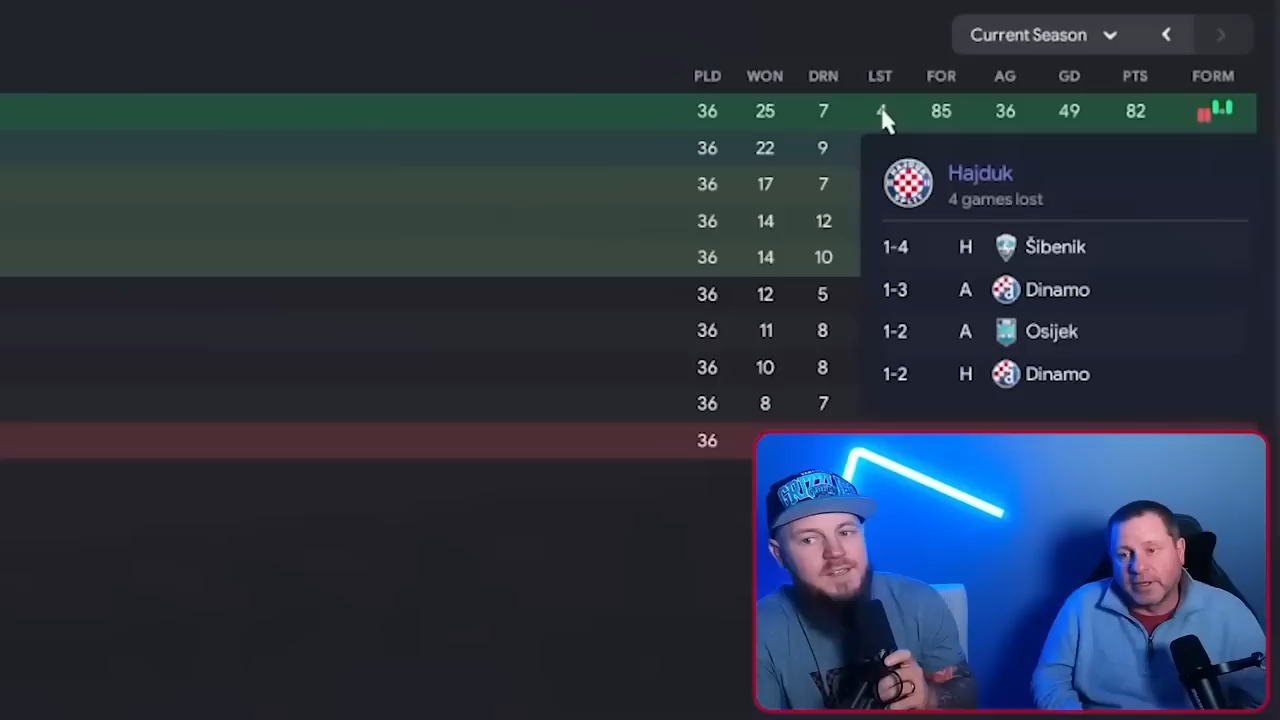 Current Season
PLD WON DRN LST FOR AG GD PTS FORM
36 25 7 4 85 36 49 82
36 22 9
36 17 7
36 14 12
36 14 10
36 12 5
36 11 8
36 10 8
36 8 7
36
Hajduk
4 games lost
1-4 H Šibenik
1-3 A Dinamo
1-2 A Osijek
1-2 H Dinamo
GRIZZLIES